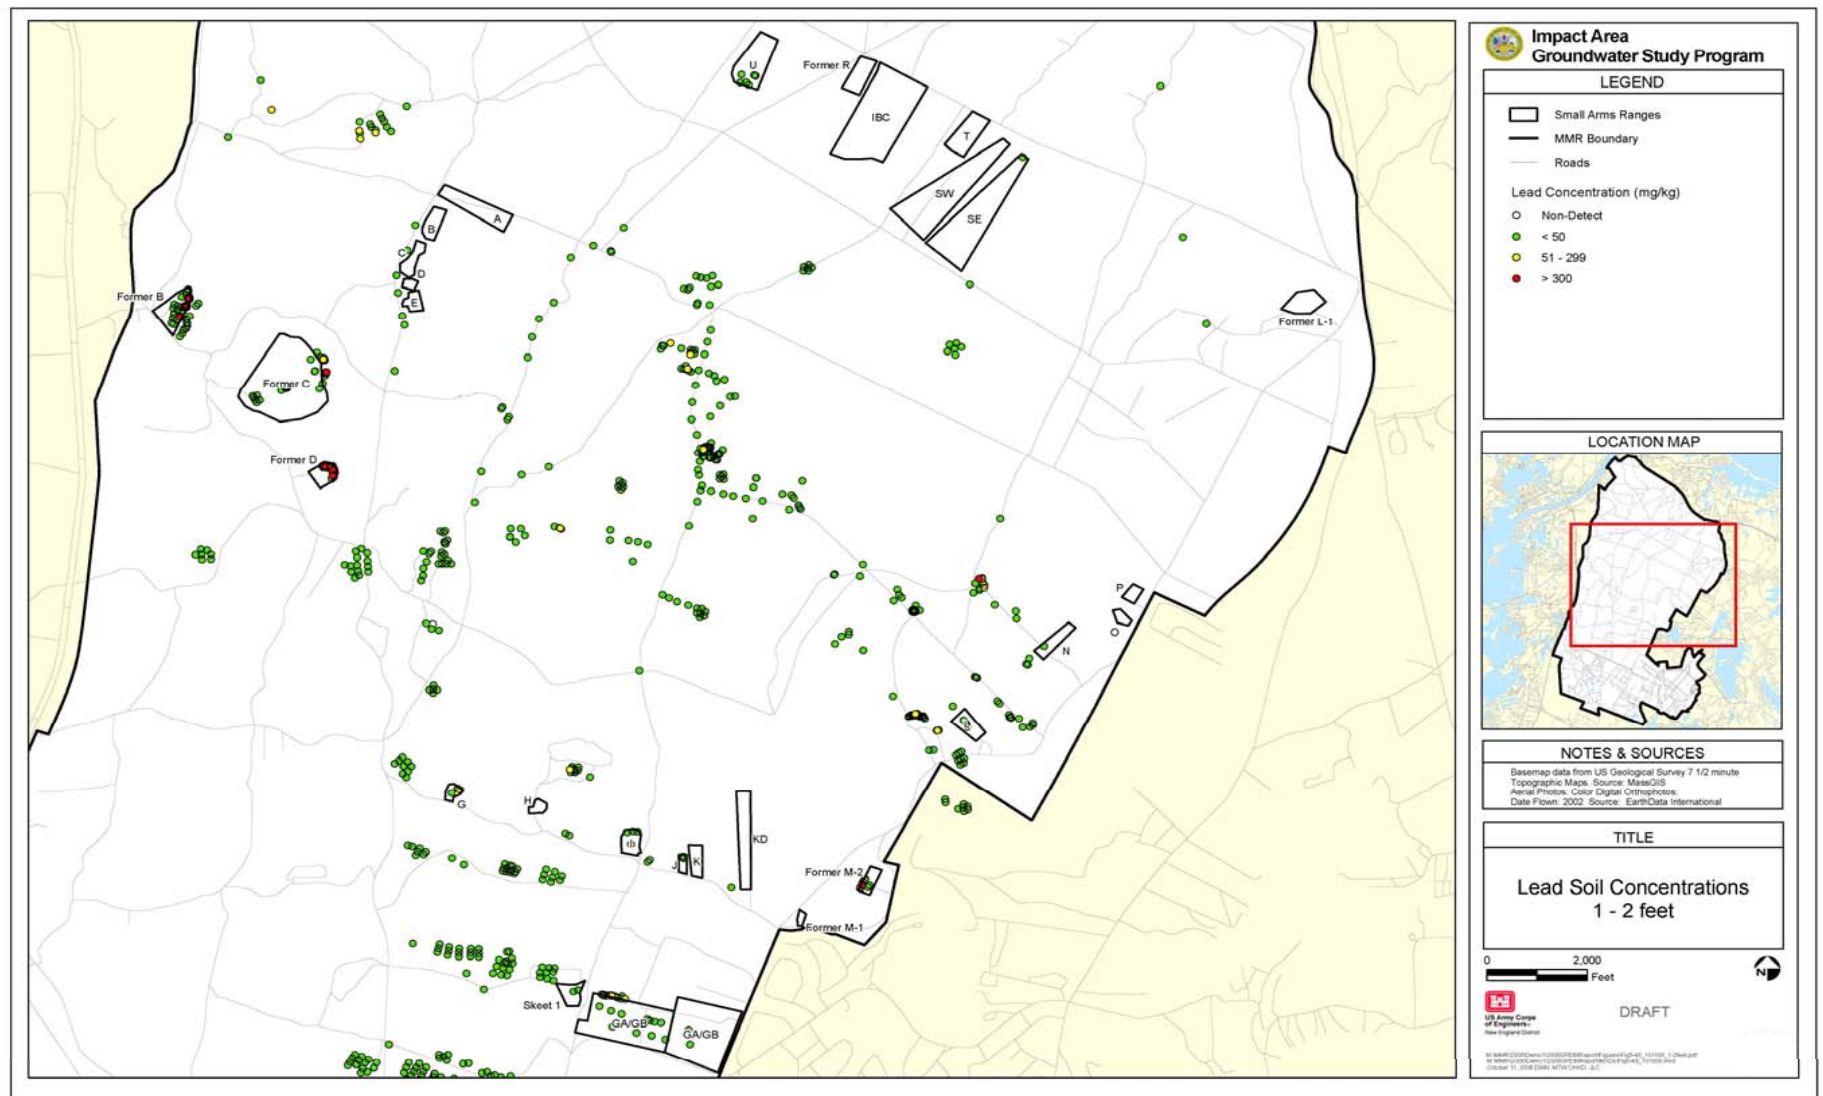 U
Former R
IBC
T
SW
SE
A
B
C
D
E
Former B
Former C
Former D
Former L-1
P
O
N
G
H
J
K
KD
Former M-2
Former M-1
Skeet 1
GA/GB
GA/GB
Impact Area
Groundwater Study Program
LEGEND
Small Arms Ranges
MMR Boundary
Roads
Lead Concentration (mg/kg)
Non-Detect
< 50
51 - 299
> 300
LOCATION MAP
NOTES & SOURCES
Basemap data from US Geological Survey 7 1/2 minute
Topographic Maps. Source: MassGIS
Aerial Photos: Color Digital Orthophotos.
Date Flown: 2002 Source: EarthData International
TITLE
Lead Soil Concentrations
1 - 2 feet
0 2,000
Feet
N
US Army Corps
of Engineers
New England District
DRAFT